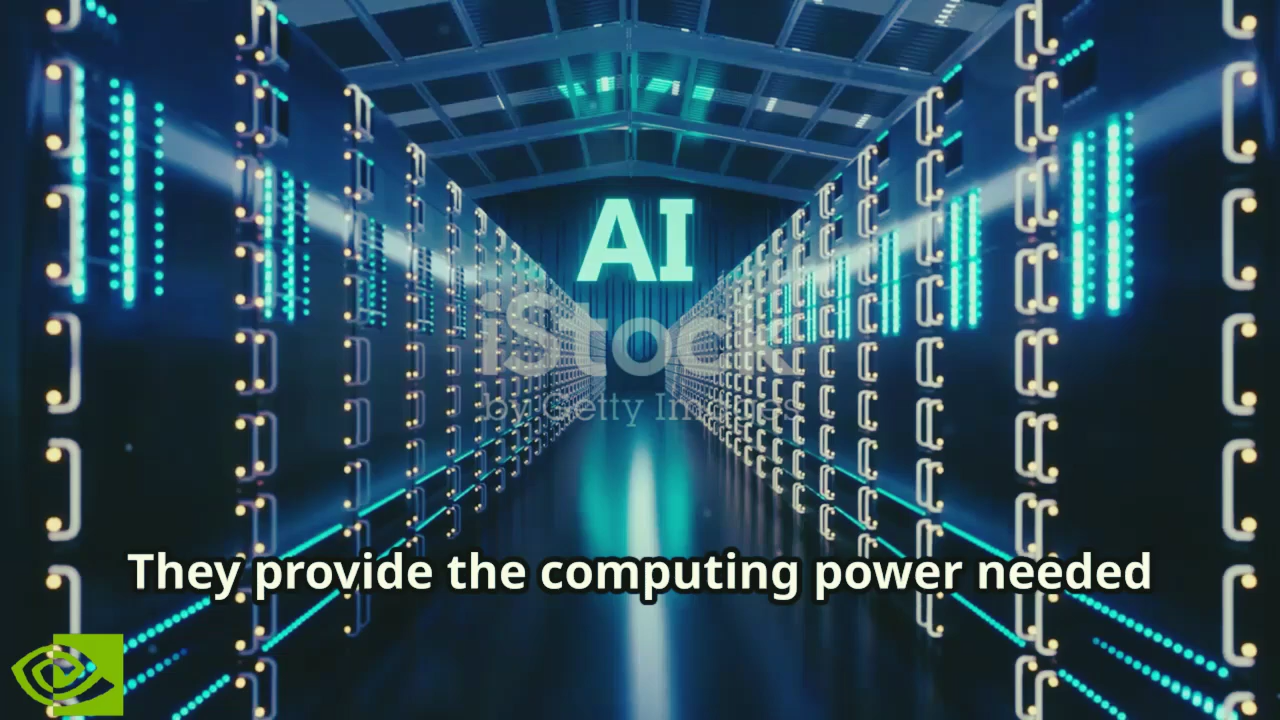 AI
iStock
by Getty Images
They provide the computing power needed